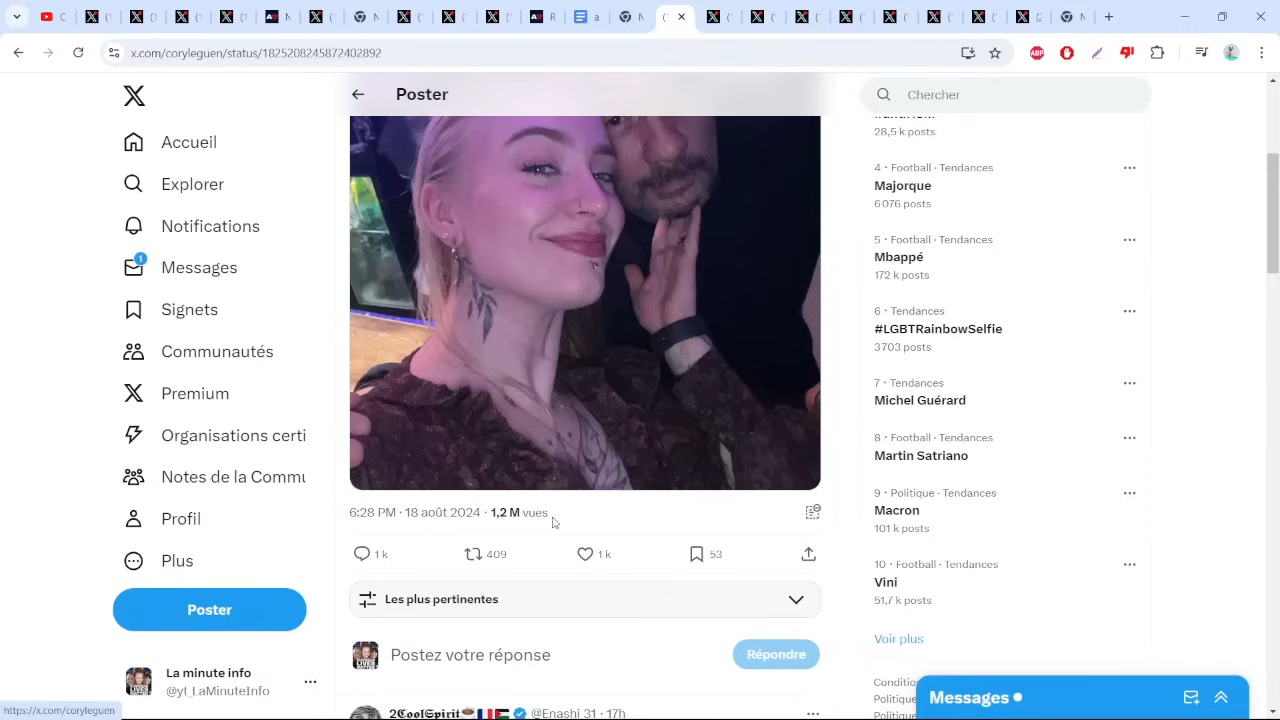 x.com/coryleguen/status/1825208245872402892
Poster
Chercher
28,5 k posts
Accueil
Explorer
Notifications
1
Messages
Signets
Communautés
Premium
Organisations certi
Notes de la Commu
Profil
Plus
Poster
La minute info
@yt_LaMinuteInfo
https://x.com/coryleguen
6:28 PM · 18 août 2024 · 1,2 M vues
1 k
409
1 k
53
Les plus pertinentes
Postez votre réponse
Répondre
2CoolSpirit @Enashi_31 · 17h
4 · Football · Tendances
Majorque
6 076 posts
5 · Football · Tendances
Mbappé
172 k posts
6 · Tendances
#LGBTRainbowSelfie
3 703 posts
7 · Tendances
Michel Guérard
8 · Football · Tendances
Martin Satriano
9 · Politique · Tendances
Macron
101 k posts
10 · Football · Tendances
Vini
51,7 k posts
Voir plus
Messages